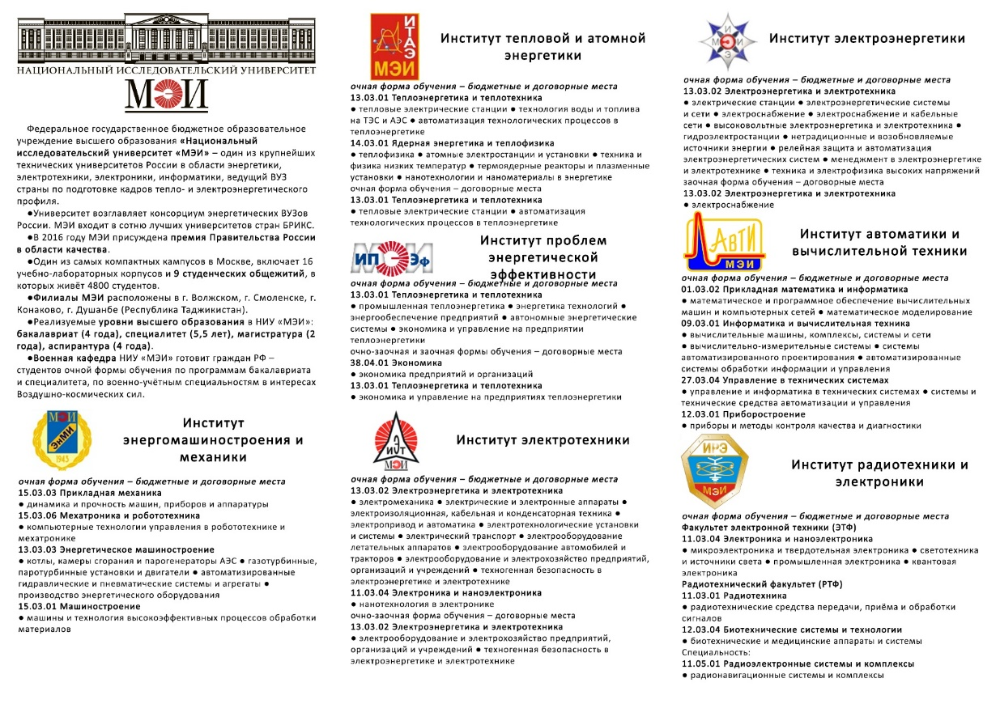 НАЦИОНАЛЬНЫЙ ИССЛЕДОВАТЕЛЬСКИЙ УНИВЕРСИТЕТ
МЭИ
Федеральное государственное бюджетное образовательное
учреждение высшего образования «Национальный
исследовательский университет «МЭИ» – один из крупнейших
технических университетов России в области энергетики,
электротехники, электроники, информатики, ведущий ВУЗ
страны по подготовке кадров тепло- и электроэнергетического
профиля.
●Университет возглавляет консорциум энергетических ВУЗов
России. МЭИ входит в сотню лучших университетов стран БРИКС.
●В 2016 году МЭИ присуждена премия Правительства России
в области качества.
●Один из самых компактных кампусов в Москве, включает 16
учебно-лабораторных корпусов и 9 студенческих общежитий, в
которых живёт 4800 студентов.
●Филиалы МЭИ расположены в г. Волжском, г. Смоленске, г.
Конаково, г. Душанбе (Республика Таджикистан).
●Реализуемые уровни высшего образования в НИУ «МЭИ»:
бакалавриат (4 года), специалитет (5,5 лет), магистратура (2
года), аспирантура (4 года).
●Военная кафедра НИУ «МЭИ» готовит граждан РФ –
студентов очной формы обучения по программам бакалавриата
и специалитета, по военно-учётным специальностям в интересах
Воздушно-космических сил.
МЭИ
ЭнМИ
1943
Институт
энергомашиностроения и
механики
очная форма обучения – бюджетные и договорные места
15.03.03 Прикладная механика
● динамика и прочность машин, приборов и аппаратуры
15.03.06 Мехатроника и робототехника
● компьютерные технологии управления в робототехнике и
мехатронике
13.03.03 Энергетическое машиностроение
● котлы, камеры сгорания и парогенераторы АЭС ● газотурбинные,
паротурбинные установки и двигатели ● автоматизированные
гидравлические и пневматические системы и агрегаты ●
производство энергетического оборудования
15.03.01 Машиностроение
● машины и технология высокоэффективных процессов обработки
материалов
ИТАЭ
МЭИ
Институт тепловой и атомной
энергетики
очная форма обучения – бюджетные и договорные места
13.03.01 Теплоэнергетика и теплотехника
● тепловые электрические станции ● технология воды и топлива
на ТЭС и АЭС ● автоматизация технологических процессов в
теплоэнергетике
14.03.01 Ядерная энергетика и теплофизика
● теплофизика ● атомные электростанции и установки ● техника и
физика низких температур ● термоядерные реакторы и плазменные
установки ● нанотехнологии и наноматериалы в энергетике
очная форма обучения – договорные места
13.03.01 Теплоэнергетика и теплотехника
● тепловые электрические станции ● автоматизация
технологических процессов в теплоэнергетике
МЭИ
ИПЭЭф
Институт проблем
энергетической
эффективности
очная форма обучения – бюджетные и договорные места
13.03.01 Теплоэнергетика и теплотехника
● промышленная теплоэнергетика ● энергетика технологий ●
энергообеспечение предприятий ● автономные энергетические
системы ● экономика и управление на предприятии
теплоэнергетики
очно-заочная и заочная формы обучения – договорные места
38.04.01 Экономика
● экономика предприятий и организаций
13.03.01 Теплоэнергетика и теплотехника
● экономика и управление на предприятиях теплоэнергетики
ИЭТ
МЭИ
Институт электротехники
очная форма обучения – бюджетные и договорные места
13.03.02 Электроэнергетика и электротехника
● электромеханика ● электрические и электронные аппараты ●
электроизоляционная, кабельная и конденсаторная техника ●
электропривод и автоматика ● электротехнологические установки
и системы ● электрический транспорт ● электрооборудование
летательных аппаратов ● электрооборудование автомобилей и
тракторов ● электрооборудование и электрохозяйство предприятий,
организаций и учреждений ● техногенная безопасность в
электроэнергетике и электротехнике
11.03.04 Электроника и наноэлектроника
● нанотехнология в электронике
очно-заочная форма обучения – договорные места
13.03.02 Электроэнергетика и электротехника
● электрооборудование и электрохозяйство предприятий,
организаций и учреждений ● техногенная безопасность в
электроэнергетике и электротехнике
И
МЭИ
Э
Институт электроэнергетики
очная форма обучения – бюджетные и договорные места
13.03.02 Электроэнергетика и электротехника
● электрические станции ● электроэнергетические системы
и сети ● электроснабжение ● электроснабжение и кабельные
сети ● высоковольтные электроэнергетика и электротехника ●
гидроэлектростанции ● нетрадиционные и возобновляемые
источники энергии ● релейная защита и автоматизация
электроэнергетических систем ● менеджмент в электроэнергетике
и электротехнике ● техника и электрофизика высоких напряжений
заочная форма обучения – договорные места
13.03.02 Электроэнергетика и электротехника
● электроснабжение
АВТИ
МЭИ
Институт автоматики и
вычислительной техники
очная форма обучения – бюджетные и договорные места
01.03.02 Прикладная математика и информатика
● математическое и программное обеспечение вычислительных
машин и компьютерных сетей ● математическое моделирование
09.03.01 Информатика и вычислительная техника
● вычислительные машины, комплексы, системы и сети
● вычислительно-измерительные системы ● системы
автоматизированного проектирования ● автоматизированные
системы обработки информации и управления
27.03.04 Управление в технических системах
● управление и информатика в технических системах ● системы и
технические средства автоматизации и управления
12.03.01 Приборостроение
● приборы и методы контроля качества и диагностики
ИРЭ
МЭИ
Институт радиотехники и
электроники
очная форма обучения – бюджетные и договорные места
Факультет электронной техники (ЭТФ)
11.03.04 Электроника и наноэлектроника
● микроэлектроника и твердотельная электроника ● светотехника
и источники света ● промышленная электроника ● квантовая
электроника
Радиотехнический факультет (РТФ)
11.03.01 Радиотехника
● радиотехнические средства передачи, приёма и обработки
сигналов
12.03.04 Биотехнические системы и технологии
● биотехнические и медицинские аппараты и системы
Специальность:
11.05.01 Радиоэлектронные системы и комплексы
● радионавигационные системы и комплексы